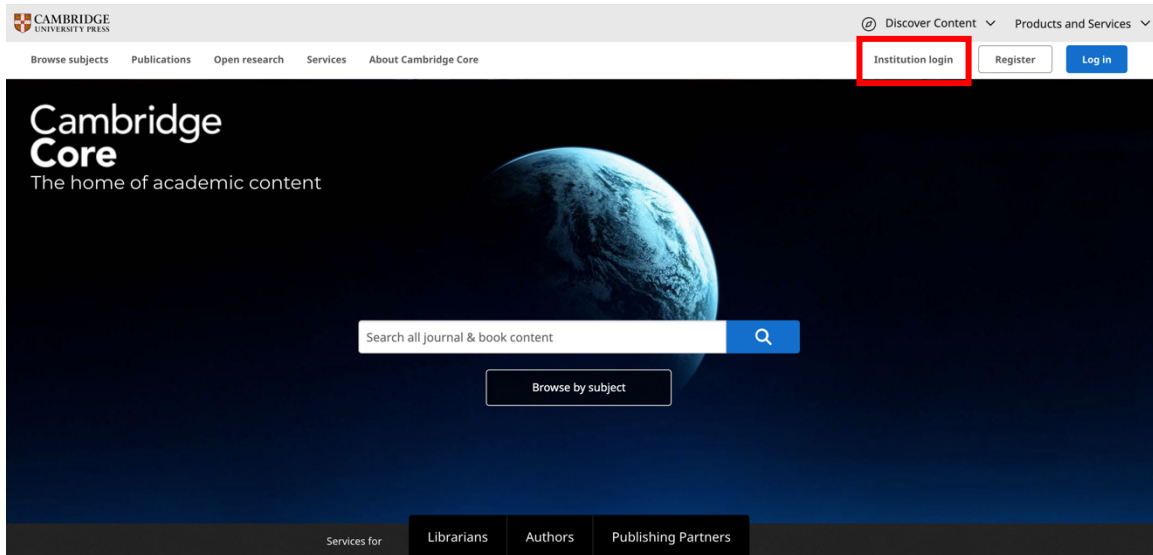 CAMBRIDGE
UNIVERSITY PRESS
Discover Content Products and Services
Browse subjects Publications Open research Services About Cambridge Core Institution login Register Log in
Cambridge
Core
The home of academic content
Search all journal & book content
Browse by subject
Services for Librarians Authors Publishing Partners